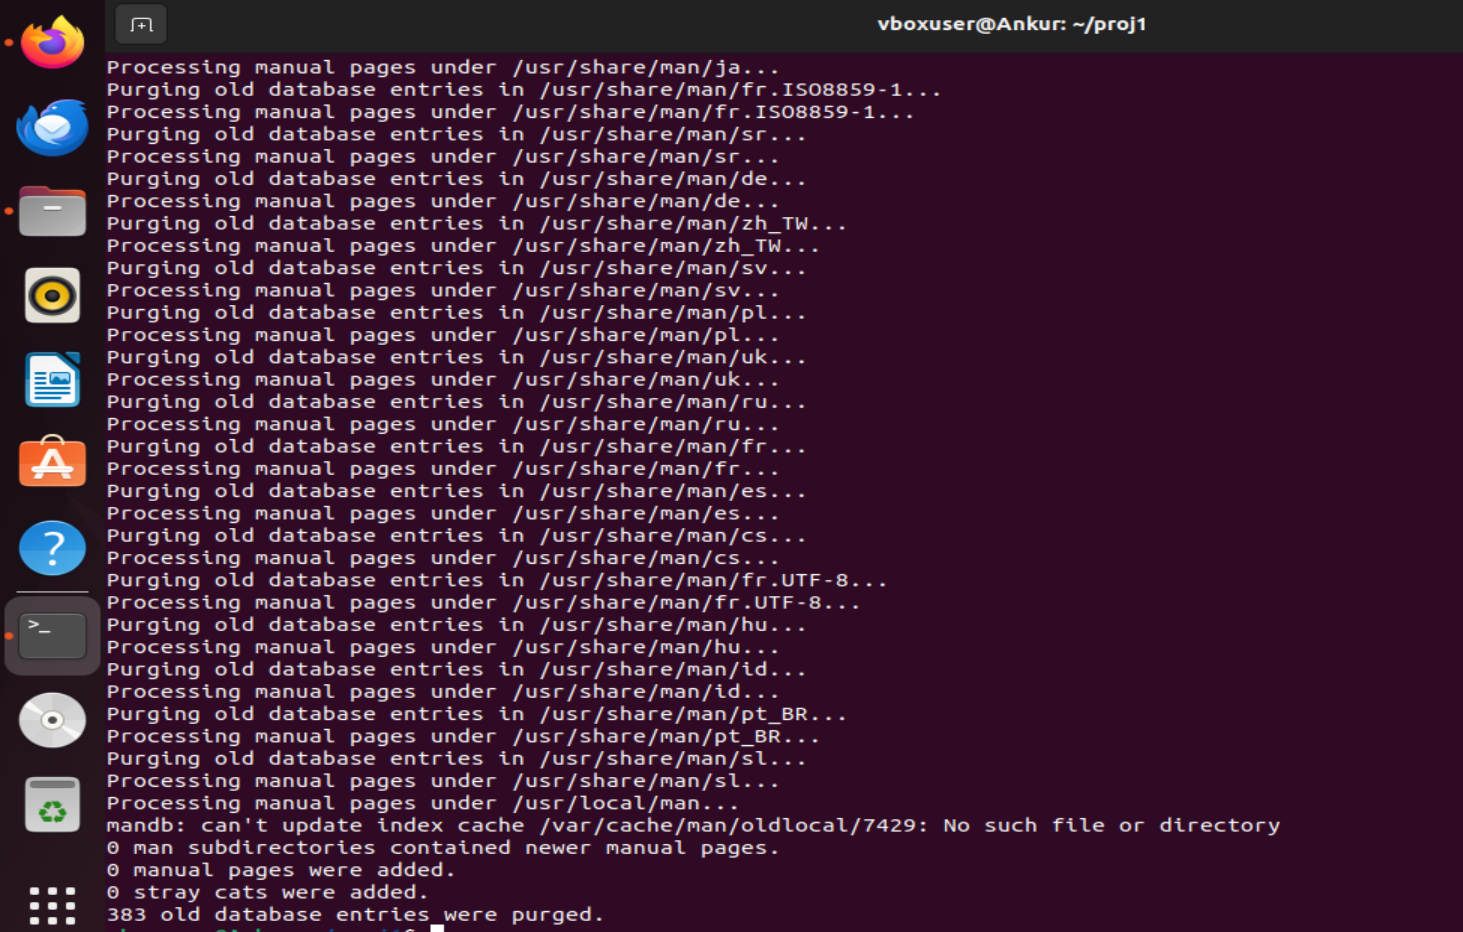 vboxuser@Ankur: ~/proj1
Processing manual pages under /usr/share/man/ja...
Purging old database entries in /usr/share/man/fr.ISO8859-1...
Processing manual pages under /usr/share/man/fr.ISO8859-1...
Purging old database entries in /usr/share/man/sr...
Processing manual pages under /usr/share/man/sr...
Purging old database entries in /usr/share/man/de...
Processing manual pages under /usr/share/man/de...
Purging old database entries in /usr/share/man/zh_TW...
Processing manual pages under /usr/share/man/zh_TW...
Purging old database entries in /usr/share/man/sv...
Processing manual pages under /usr/share/man/sv...
Purging old database entries in /usr/share/man/pl...
Processing manual pages under /usr/share/man/pl...
Purging old database entries in /usr/share/man/uk...
Processing manual pages under /usr/share/man/uk...
Purging old database entries in /usr/share/man/ru...
Processing manual pages under /usr/share/man/ru...
Purging old database entries in /usr/share/man/fr...
Processing manual pages under /usr/share/man/fr...
Purging old database entries in /usr/share/man/es...
Processing manual pages under /usr/share/man/es...
Purging old database entries in /usr/share/man/cs...
Processing manual pages under /usr/share/man/cs...
Purging old database entries in /usr/share/man/fr.UTF-8...
Processing manual pages under /usr/share/man/fr.UTF-8...
Purging old database entries in /usr/share/man/hu...
Processing manual pages under /usr/share/man/hu...
Purging old database entries in /usr/share/man/id...
Processing manual pages under /usr/share/man/id...
Purging old database entries in /usr/share/man/pt_BR...
Processing manual pages under /usr/share/man/pt_BR...
Purging old database entries in /usr/share/man/sl...
Processing manual pages under /usr/share/man/sl...
Processing manual pages under /usr/local/man...
mandb: can't update index cache /var/cache/man/oldlocal/7429: No such file or directory
0 man subdirectories contained newer manual pages.
0 manual pages were added.
0 stray cats were added.
383 old database entries were purged.